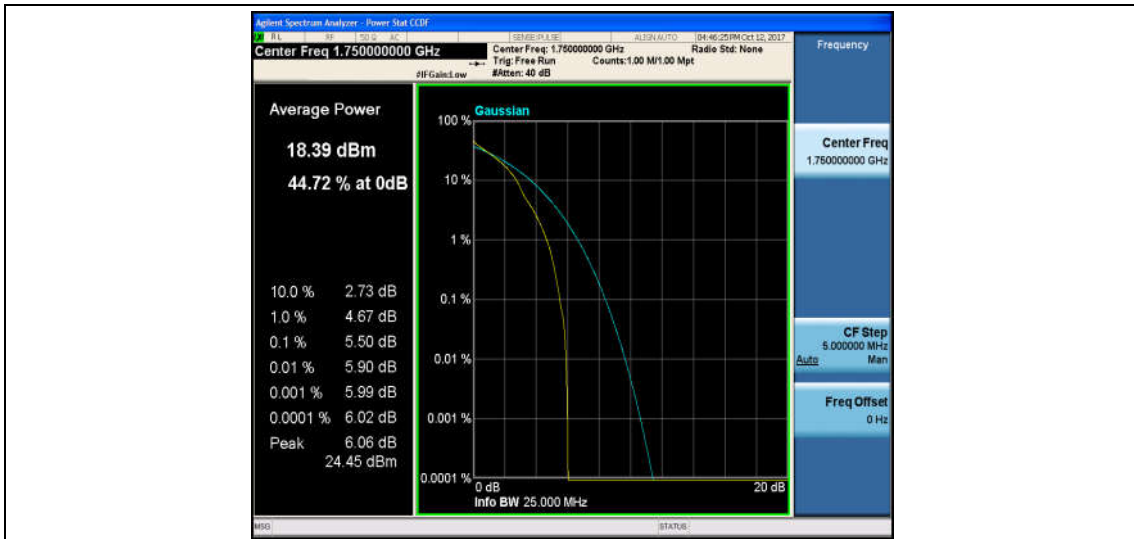 Agilent Spectrum Analyzer - Power Stat CCDF
RL RF 50 Ω AC SENSE:PULSE ALIGN AUTO 04:46:25 PM Oct 12, 2017
Center Freq 1.750000000 GHz
Center Freq: 1.750000000 GHz Radio Std: None
Trig: Free Run Counts:1.00 M/1.00 Mpt
#IFGain:Low #Atten: 40 dB
Average Power
18.39 dBm
44.72 % at 0dB
10.0 % 2.73 dB
1.0 % 4.67 dB
0.1 % 5.50 dB
0.01 % 5.90 dB
0.001 % 5.99 dB
0.0001 % 6.02 dB
Peak 6.06 dB
24.45 dBm
Gaussian
100 %
10 %
1 %
0.1 %
0.01 %
0.001 %
0.0001 %
0 dB 20 dB
Info BW 25.000 MHz
Frequency
Center Freq
1.750000000 GHz
CF Step
5.000000 MHz
Auto Man
Freq Offset
0 Hz
MSG STATUS